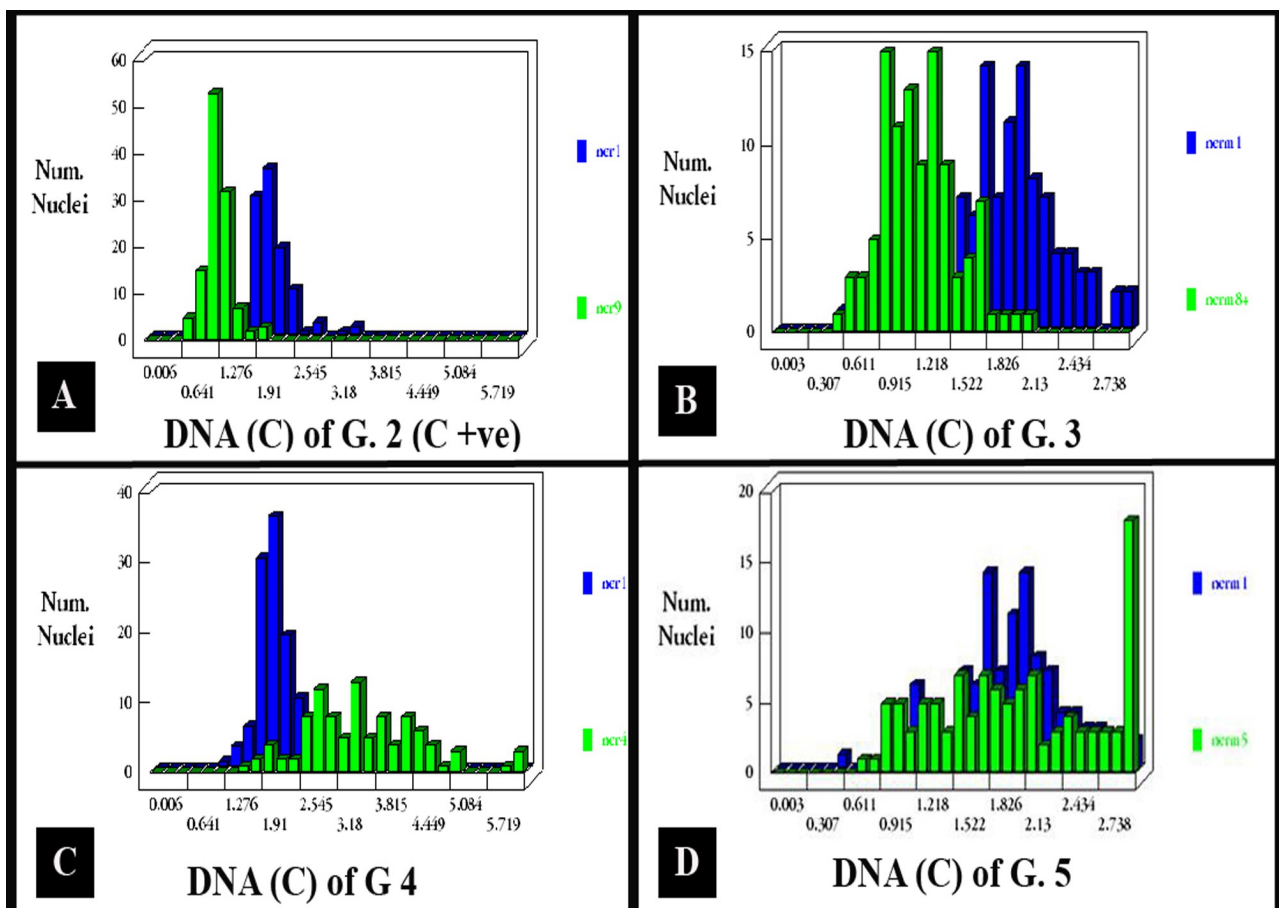 60
50
40
30
20
10
0
Num.
Nuclei
ncr1
ncr9
0.005 1.276 2.545 3.815 5.084
0.641 1.91 3.18 4.449 5.719
A
DNA (C) of G. 2 (C +ve)
15
10
5
0
Num.
Nuclei
ncrm1
ncrm8+
0.003 0.611 1.218 1.826 2.434
0.307 0.915 1.522 2.13 2.738
B
DNA (C) of G. 3
40
30
20
10
0
Num.
Nuclei
ncr1
0.005 1.276 2.545 3.815 5.084
0.641 1.91 3.18 4.449 5.719
C
DNA (C) of G 4
20
15
10
5
0
Num.
Nuclei
ncrm1
ncrm5
0.003 0.611 1.218 1.826 2.434
0.307 0.915 1.522 2.13 2.738
D
DNA (C) of G. 5